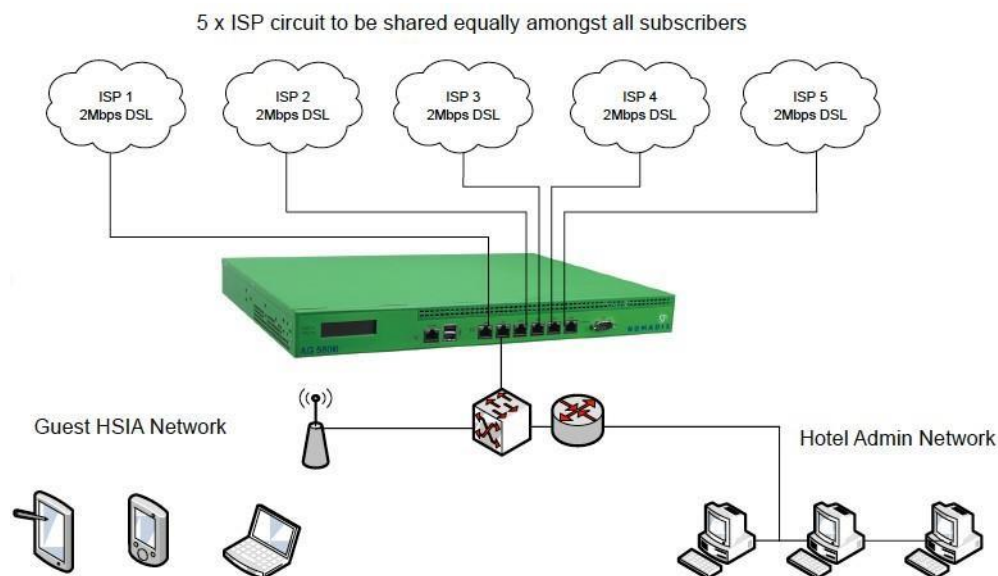 5 x ISP circuit to be shared equally amongst all subscribers
ISP 1
2Mbps DSL
ISP 2
2Mbps DSL
ISP 3
2Mbps DSL
ISP 4
2Mbps DSL
ISP 5
2Mbps DSL
NOMADIX
Guest HSIA Network
Hotel Admin Network